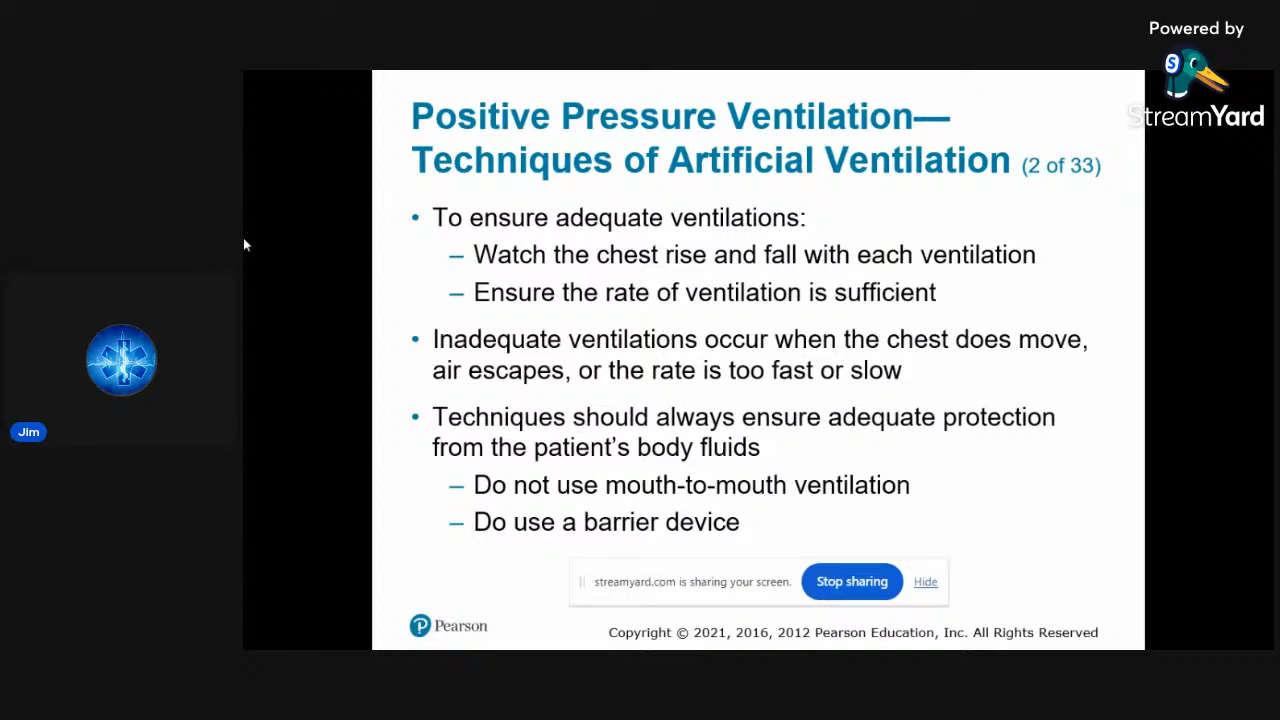 Powered by
StreamYard
Positive Pressure Ventilation—
Techniques of Artificial Ventilation (2 of 33)
• To ensure adequate ventilations:
– Watch the chest rise and fall with each ventilation
– Ensure the rate of ventilation is sufficient
• Inadequate ventilations occur when the chest does move,
air escapes, or the rate is too fast or slow
• Techniques should always ensure adequate protection
from the patient's body fluids
– Do not use mouth-to-mouth ventilation
– Do use a barrier device
Jim
streamyard.com is sharing your screen. Stop sharing Hide
Pearson
Copyright © 2021, 2016, 2012 Pearson Education, Inc. All Rights Reserved